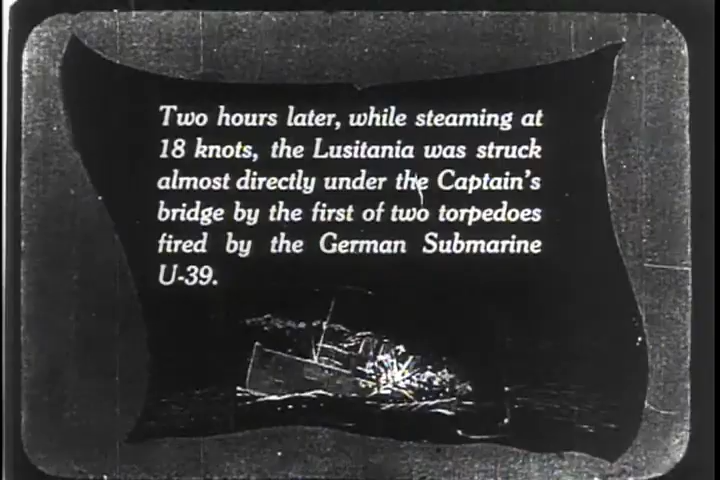 Two hours later, while steaming at
18 knots, the Lusitania was struck
almost directly under the Captain's
bridge by the first of two torpedoes
fired by the German Submarine
U-39.